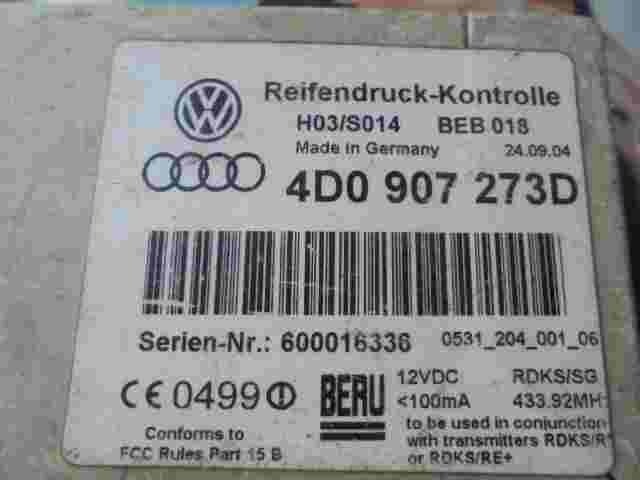 Reifendruck-Kontrolle
H03/S014 BEB 018
Made in Germany 24.09.04
4D0 907 273D
Serien-Nr.: 600016336 0531_204_001_06
CE 0499
BERU
12VDC RDKS/SG
<100mA 433.92MH
to be used in conjunction
with transmitters RDKS/R
or RDKS/RE+
Conforms to
FCC Rules Part 15 B